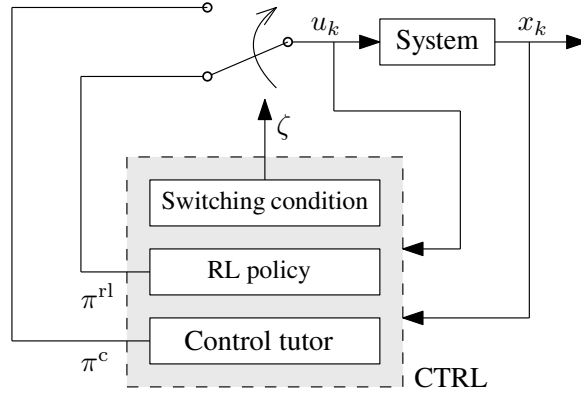 u_k
System
x_k
ζ
Switching condition
RL policy
π^rl
Control tutor
π^c
CTRL